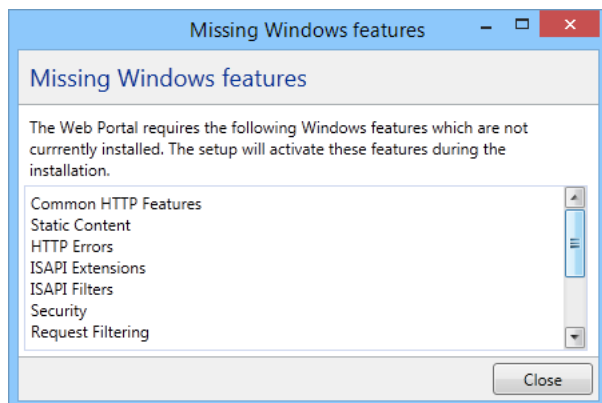 Missing Windows features
Missing Windows features
The Web Portal requires the following Windows features which are not
currrently installed. The setup will activate these features during the
installation.
Common HTTP Features
Static Content
HTTP Errors
ISAPI Extensions
ISAPI Filters
Security
Request Filtering
Close